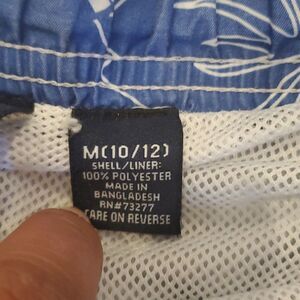 M(10/12)
SHELL/LINER:
100% POLYESTER
MADE IN
BANGLADESH
RN#73277
CARE ON REVERSE